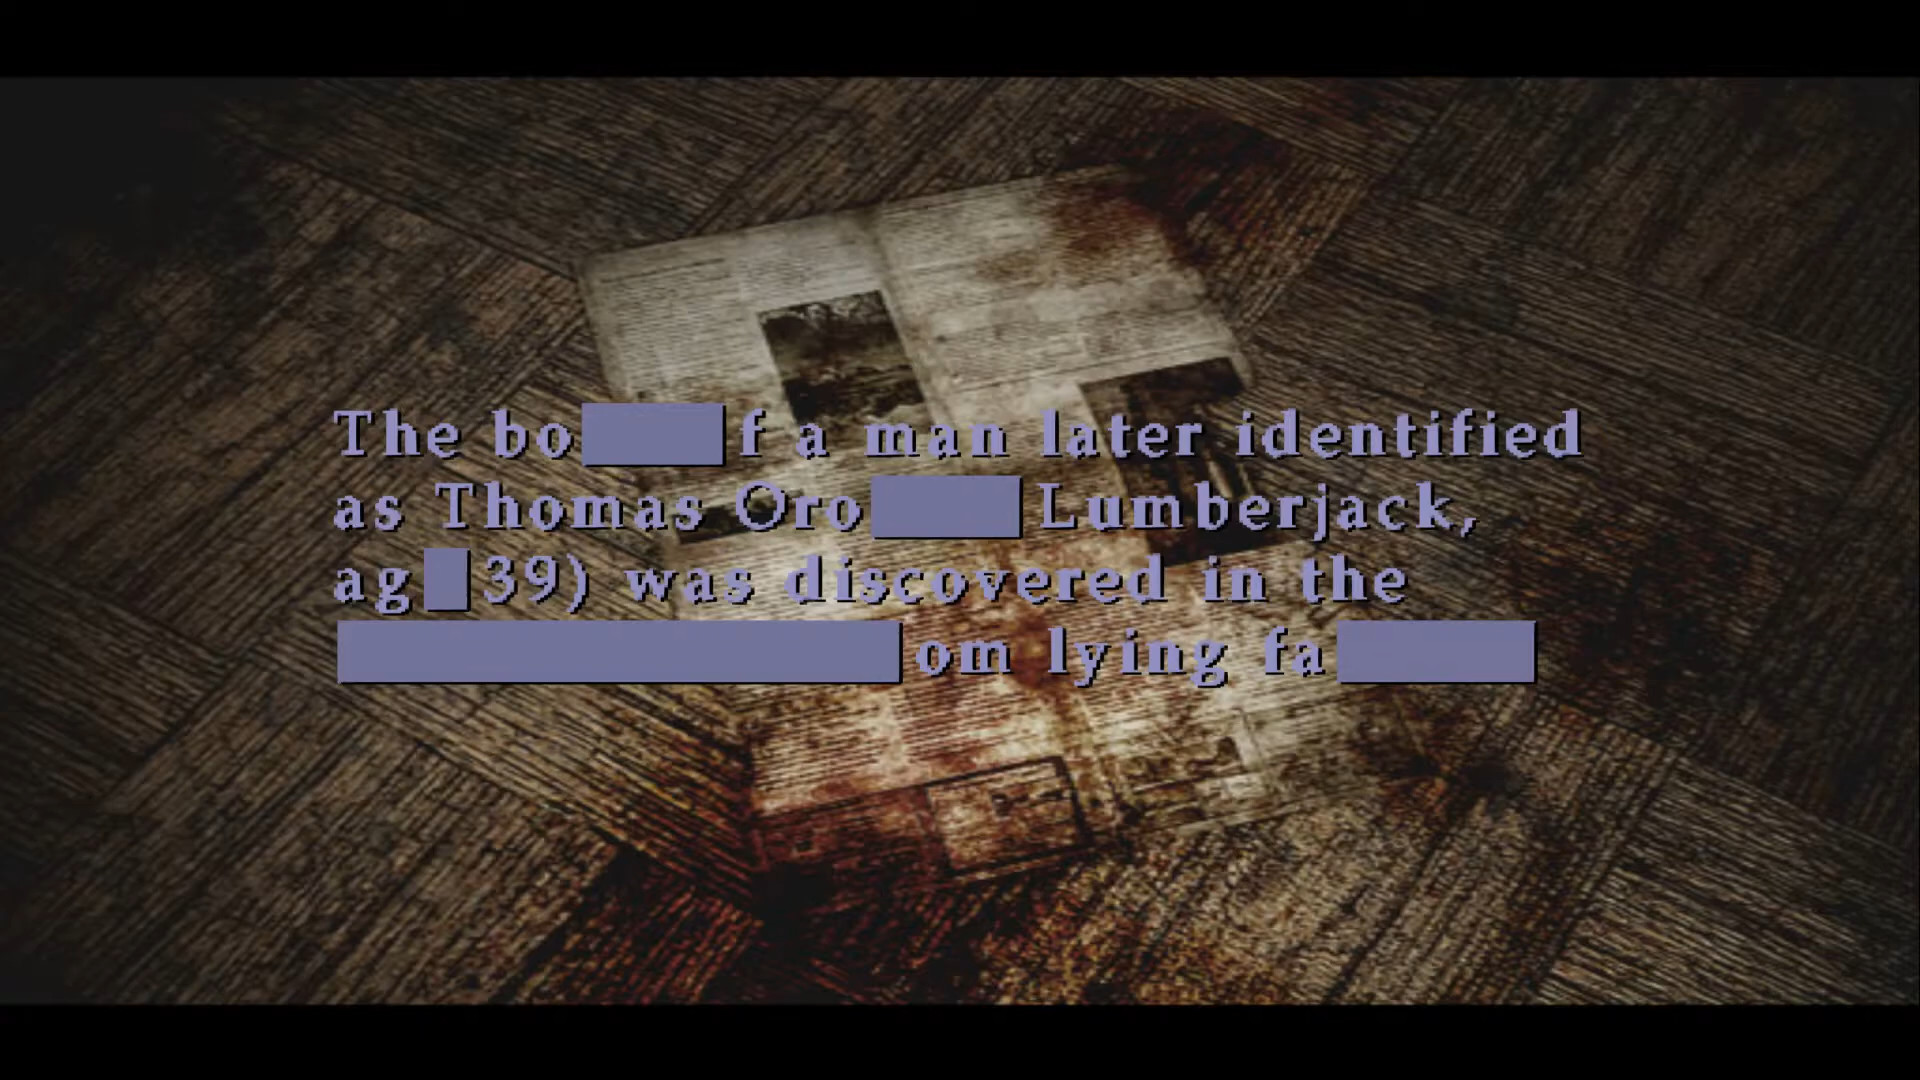 The bo f a man later identified
as Thomas Oro Lumberjack,
ag 39) was discovered in the
om lying fa